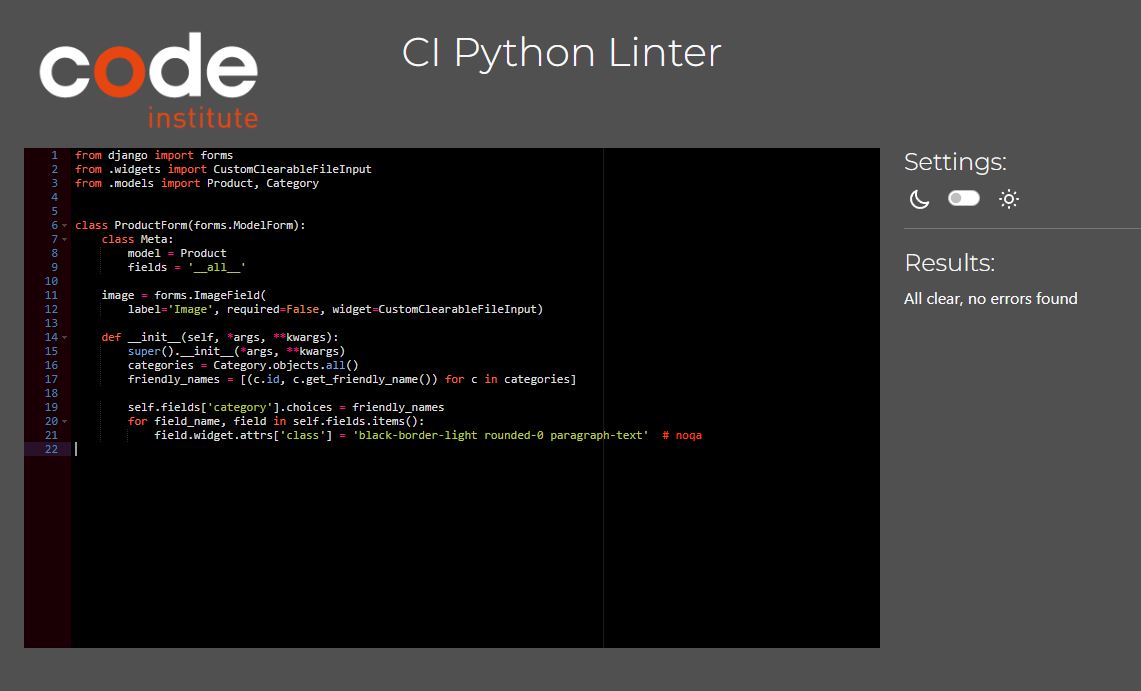 code
institute
CI Python Linter
1 from django import forms
2 from .widgets import CustomClearableFileInput
3 from .models import Product, Category
4
5
6 class ProductForm(forms.ModelForm):
7     class Meta:
8         model = Product
9         fields = '__all__'
10
11     image = forms.ImageField(
12         label='Image', required=False, widget=CustomClearableFileInput)
13
14     def __init__(self, *args, **kwargs):
15         super().__init__(*args, **kwargs)
16         categories = Category.objects.all()
17         friendly_names = [(c.id, c.get_friendly_name()) for c in categories]
18
19         self.fields['category'].choices = friendly_names
20         for field_name, field in self.fields.items():
21             field.widget.attrs['class'] = 'black-border-light rounded-0 paragraph-text'  # noqa
22
Settings:
Results:
All clear, no errors found